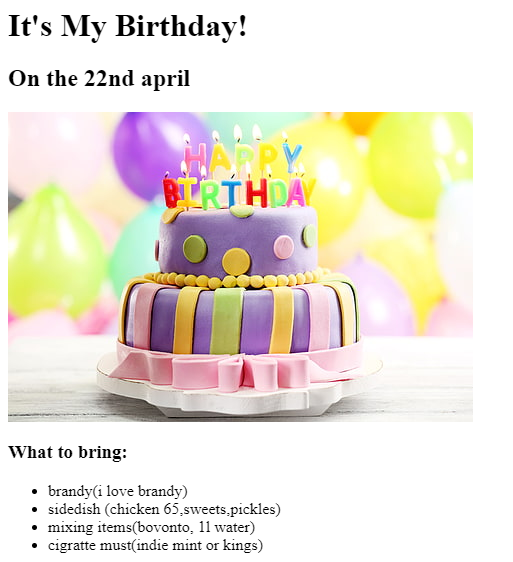 It's My Birthday!
On the 22nd april
HAPPY
BIRTHDAY
What to bring:
brandy(i love brandy)
sidedish (chicken 65,sweets,pickles)
mixing items(bovonto, 1l water)
cigratte must(indie mint or kings)